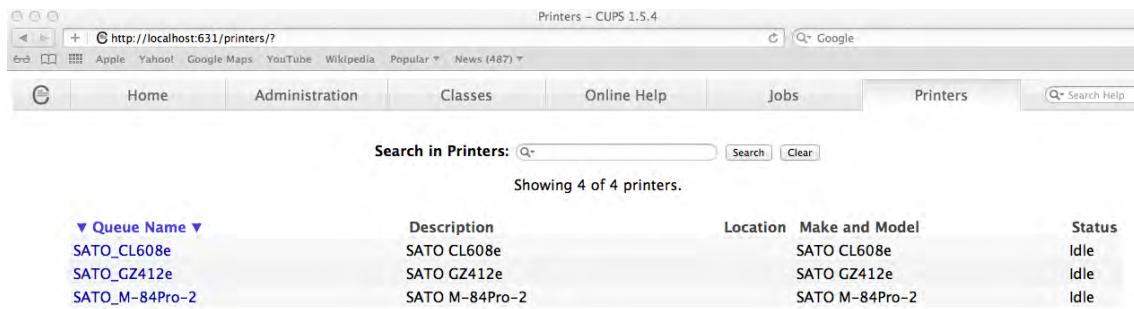 Printers - CUPS 1.5.4
http://localhost:631/printers/? Google
Apple Yahoo! Google Maps YouTube Wikipedia Popular News (487)
Home Administration Classes Online Help Jobs Printers Search Help
Search in Printers: Search Clear
Showing 4 of 4 printers.
▼ Queue Name ▼ Description Location Make and Model Status
SATO_CL608e SATO CL608e SATO CL608e Idle
SATO_GZ412e SATO GZ412e SATO GZ412e Idle
SATO_M-84Pro-2 SATO M-84Pro-2 SATO M-84Pro-2 Idle